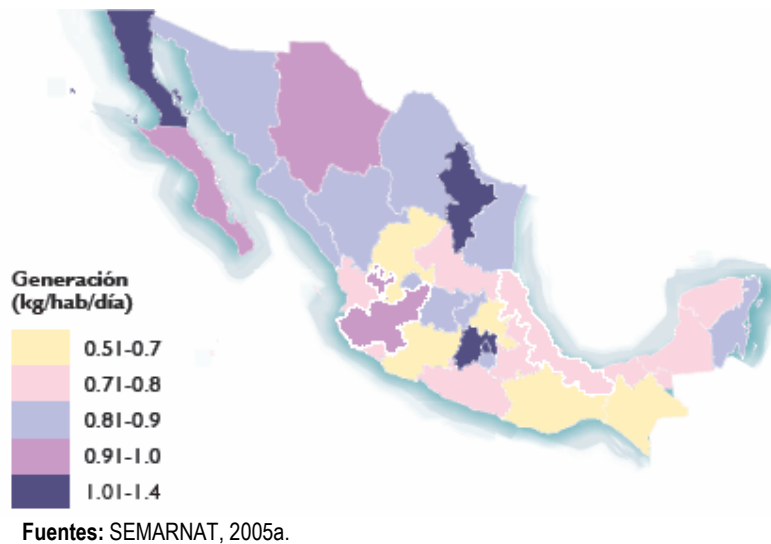 Generación
(kg/hab/día)
0.51-0.7
0.71-0.8
0.81-0.9
0.91-1.0
1.01-1.4
Fuentes: SEMARNAT, 2005a.